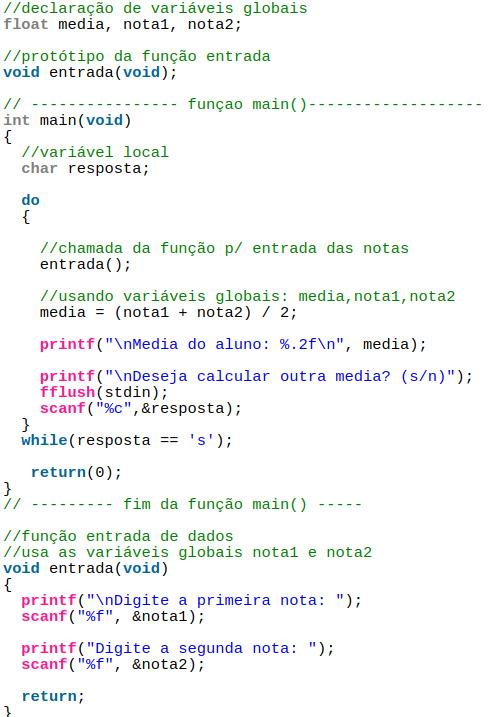 //declaração de variáveis globais
float media, nota1, nota2;
//protótipo da função entrada
void entrada(void);
// ---------------- funçao main()-------------------
int main(void)
{
//variável local
char resposta;
do
{
//chamada da função p/ entrada das notas
entrada();
//usando variáveis globais: media,nota1,nota2
media = (nota1 + nota2) / 2;
printf("\nMedia do aluno: %.2f\n", media);
printf("\nDeseja calcular outra media? (s/n)");
fflush(stdin);
scanf("%c",&resposta);
}
while(resposta == 's');
return(0);
}
// --------- fim da função main() -----
//função entrada de dados
//usa as variáveis globais nota1 e nota2
void entrada(void)
{
printf("\nDigite a primeira nota: ");
scanf("%f", &nota1);
printf("Digite a segunda nota: ");
scanf("%f", &nota2);
return;
}